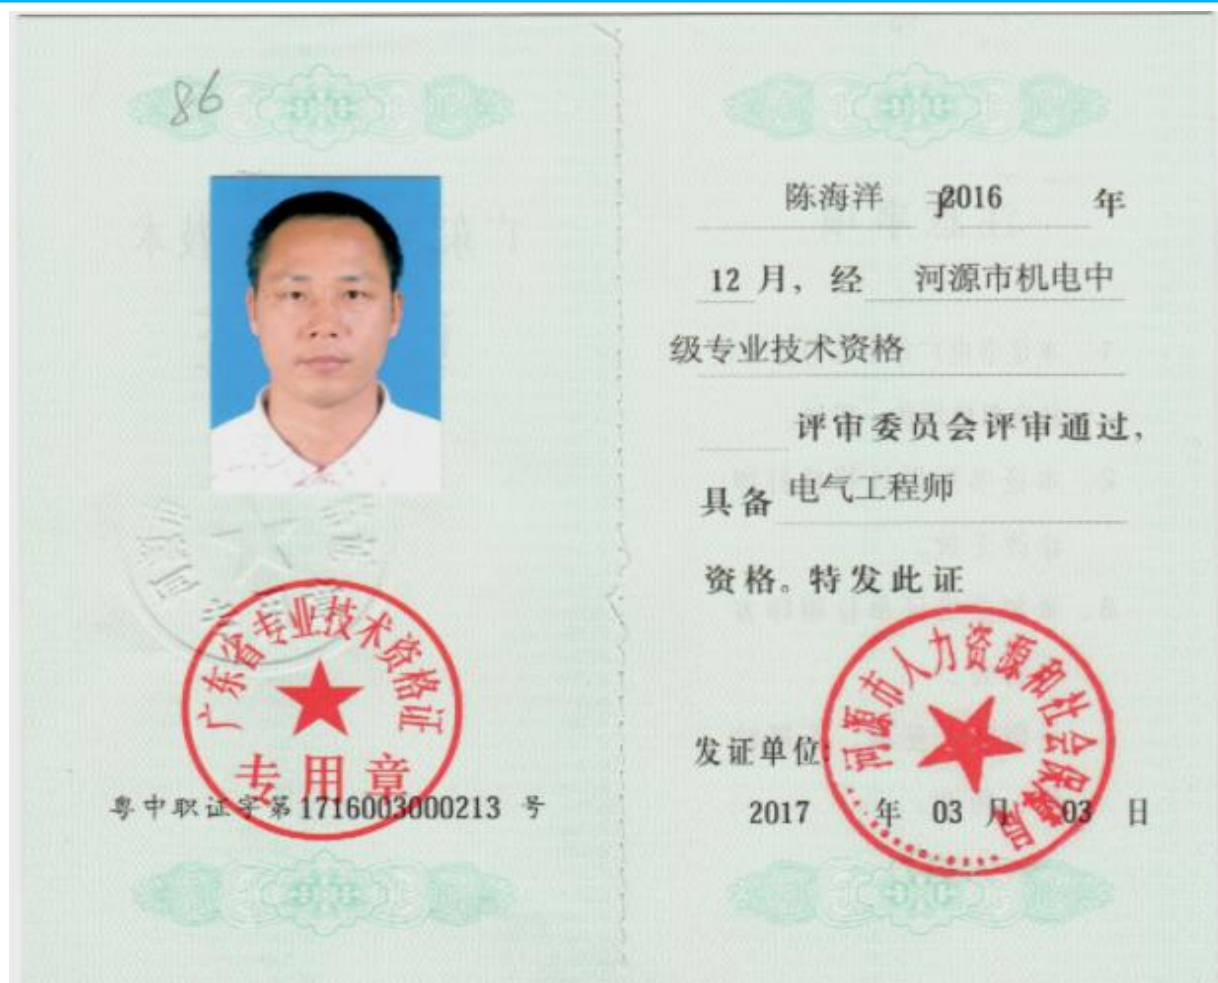 86
广东省专业技术资格证
专用章
粤中职证字第1716003000213 号
陈海洋 于2016 年
12 月, 经 河源市机电中
级专业技术资格
评审委员会评审通过,
具备 电气工程师
资格。特发此证
河源市人力资源和社会保障局
发证单位:
2017 年 03 月 03 日